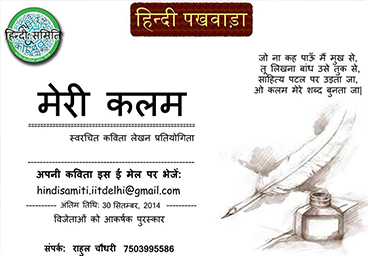 हिन्दी पखवाड़ा
हिन्दी समिति
जो ना कह पाऊँ मैं मुख से,
तू लिखना बांध उसे तुक से,
साहित्य पटल पर उड़ता जा,
ओ कलम मेरे शब्द बुनता जा|
मेरी कलम
स्वरचित कविता लेखन प्रतियोगिता
अपनी कविता इस ई मेल पर भेजें:
hindisamiti.iitdelhi@gmail.com
अंतिम तिथि: 30 सितम्बर, 2014
विजेताओं को आकर्षक पुरस्कार
संपर्क: राहुल चौधरी 7503995586